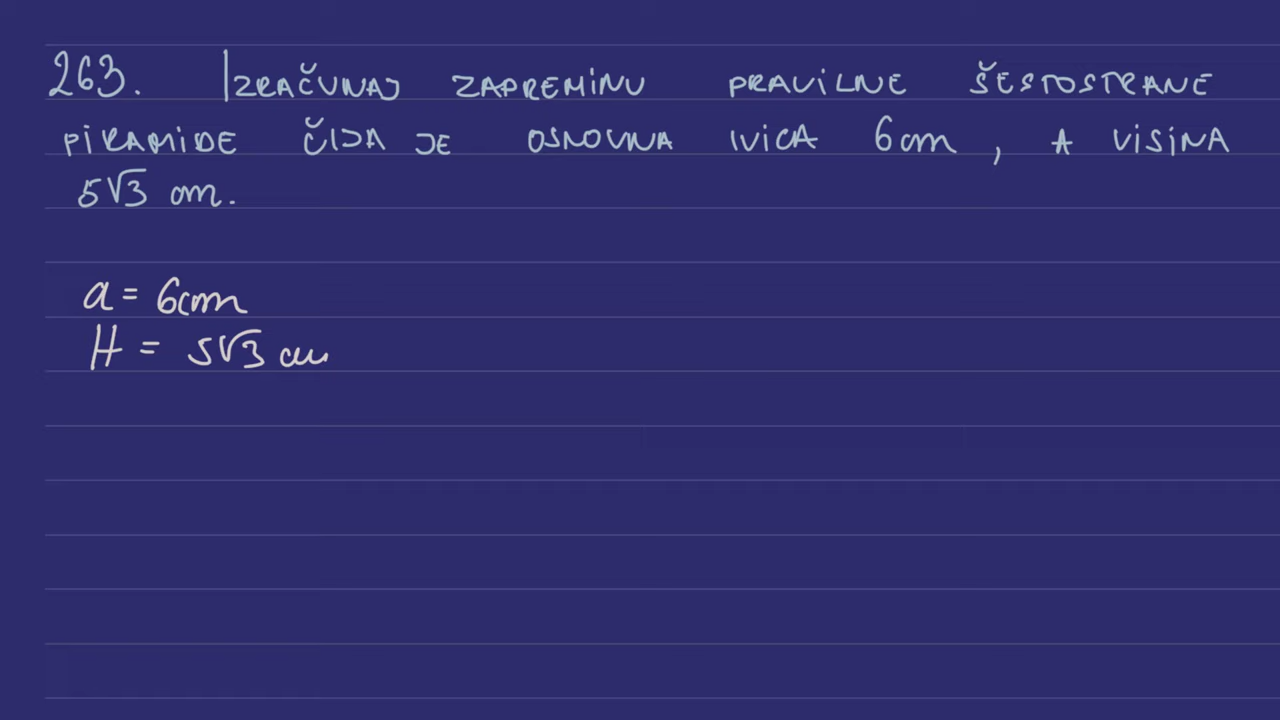 263. IZRAČUNAJ ZAPREMINU PRAVILNE ŠESTOSTRANE
PIRAMIDE ČIJA JE OSNOVNA IVICA 6cm, A VISINA
5√3 cm.
a = 6cm
H = 5√3 cm